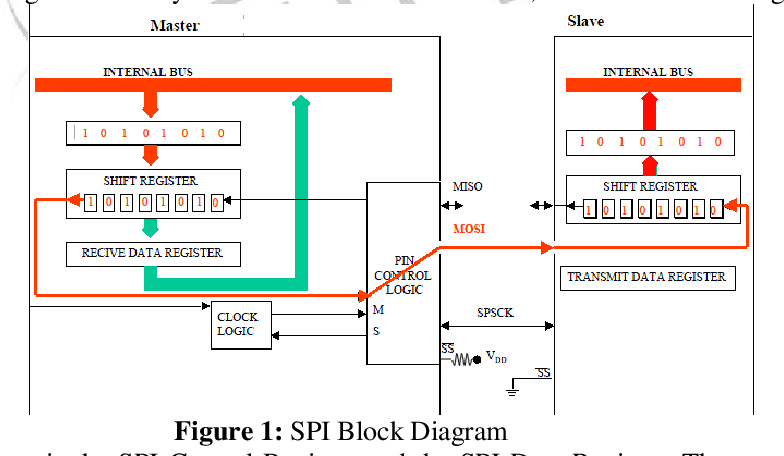 Master
Slave
INTERNAL BUS
1 0 1 0 1 0 1 0
SHIFT REGISTER
1 0 1 0 1 0 1 0
RECIVE DATA REGISTER
CLOCK
LOGIC
PIN
CONTROL
LOGIC
M
S
MISO
MOSI
SPSCK
SS
VDD
SS
INTERNAL BUS
1 0 1 0 1 0 1 0
SHIFT REGISTER
1 0 1 0 1 0 1 0
TRANSMIT DATA REGISTER
Figure 1: SPI Block Diagram